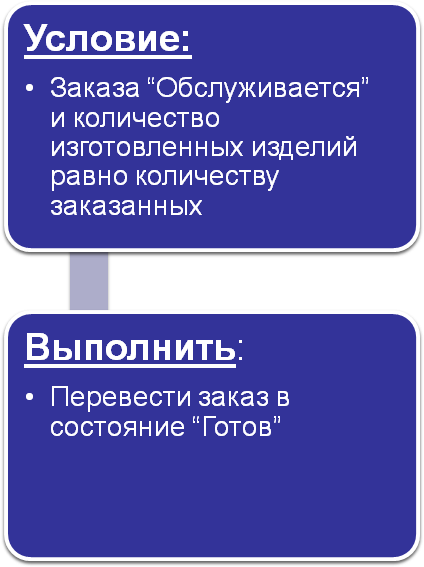 Условие:
• Заказа “Обслуживается”
и количество
изготовленных изделий
равно количеству
заказанных
Выполнить:
• Перевести заказ в
состояние “Готов”